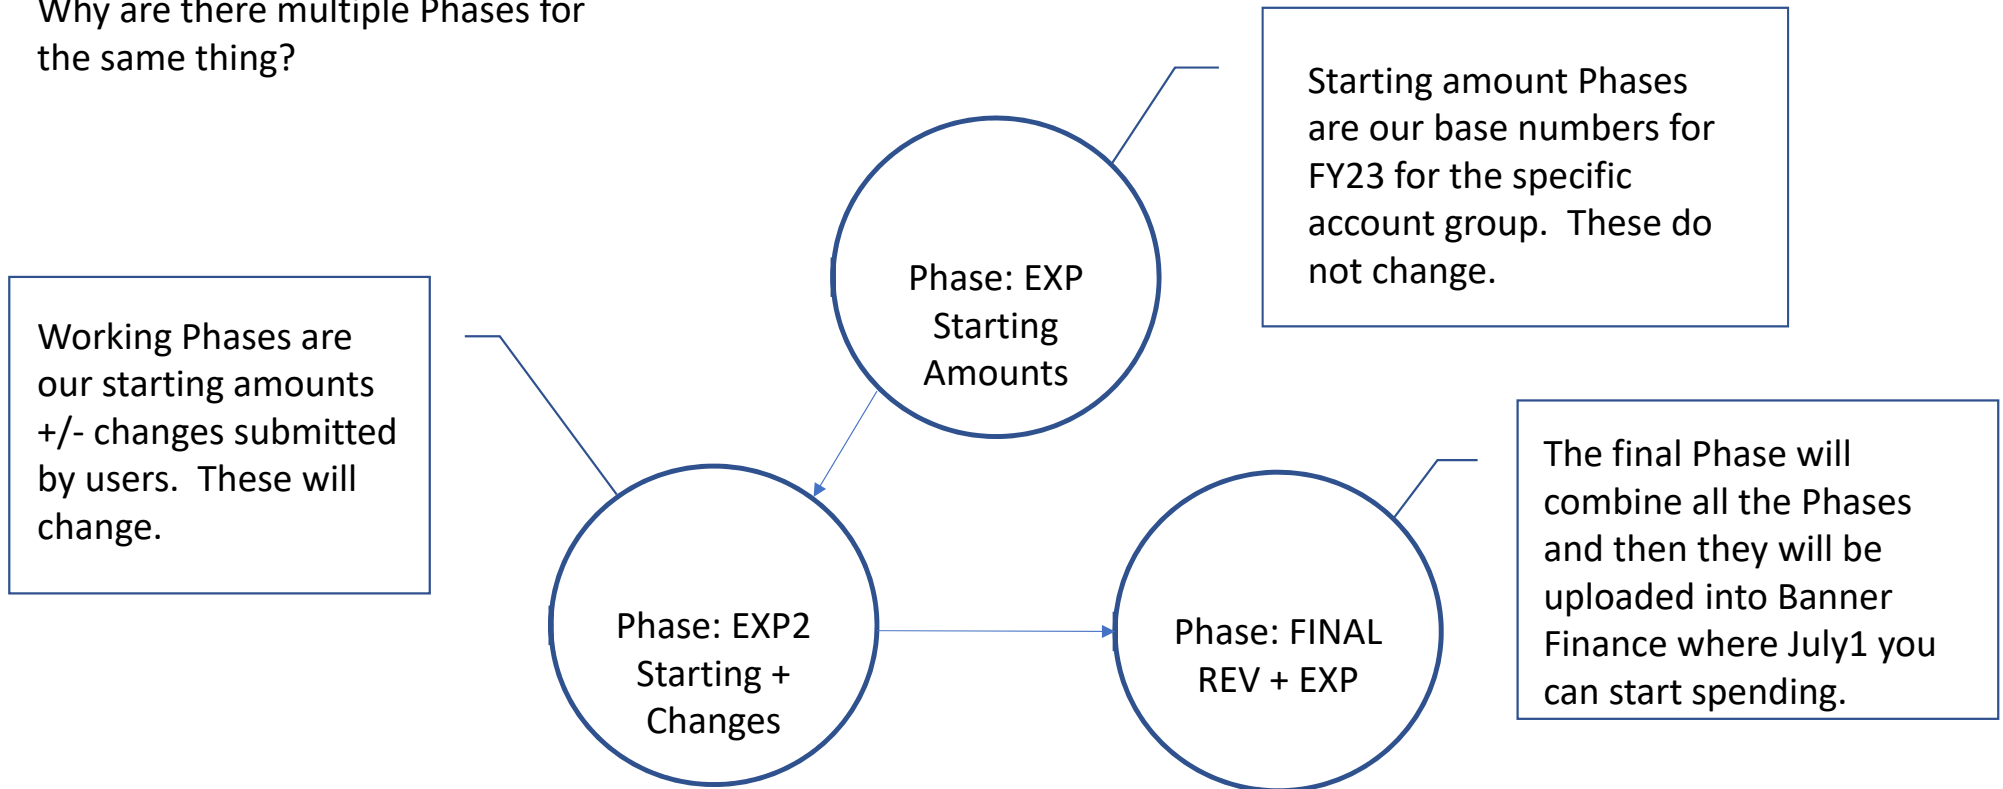 Why are there multiple Phases for
the same thing?
Starting amount Phases
are our base numbers for
FY23 for the specific
account group.  These do
not change.
Phase: EXP
Starting
Amounts
Working Phases are
our starting amounts
+/- changes submitted
by users.  These will
change.
The final Phase will
combine all the Phases
and then they will be
uploaded into Banner
Finance where July1 you
can start spending.
Phase: EXP2
Starting +
Changes
Phase: FINAL
REV + EXP